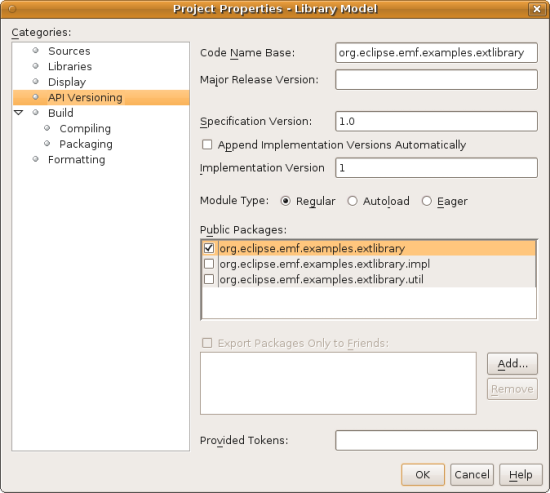 Project Properties - Library Model
Categories:
Sources
Libraries
Display
API Versioning
Build
Compiling
Packaging
Formatting
Code Name Base: org.eclipse.emf.examples.extlibrary
Major Release Version:
Specification Version: 1.0
Append Implementation Versions Automatically
Implementation Version 1
Module Type: Regular Autoload Eager
Public Packages:
org.eclipse.emf.examples.extlibrary
org.eclipse.emf.examples.extlibrary.impl
org.eclipse.emf.examples.extlibrary.util
Export Packages Only to Friends:
Add...
Remove
Provided Tokens:
OK Cancel Help